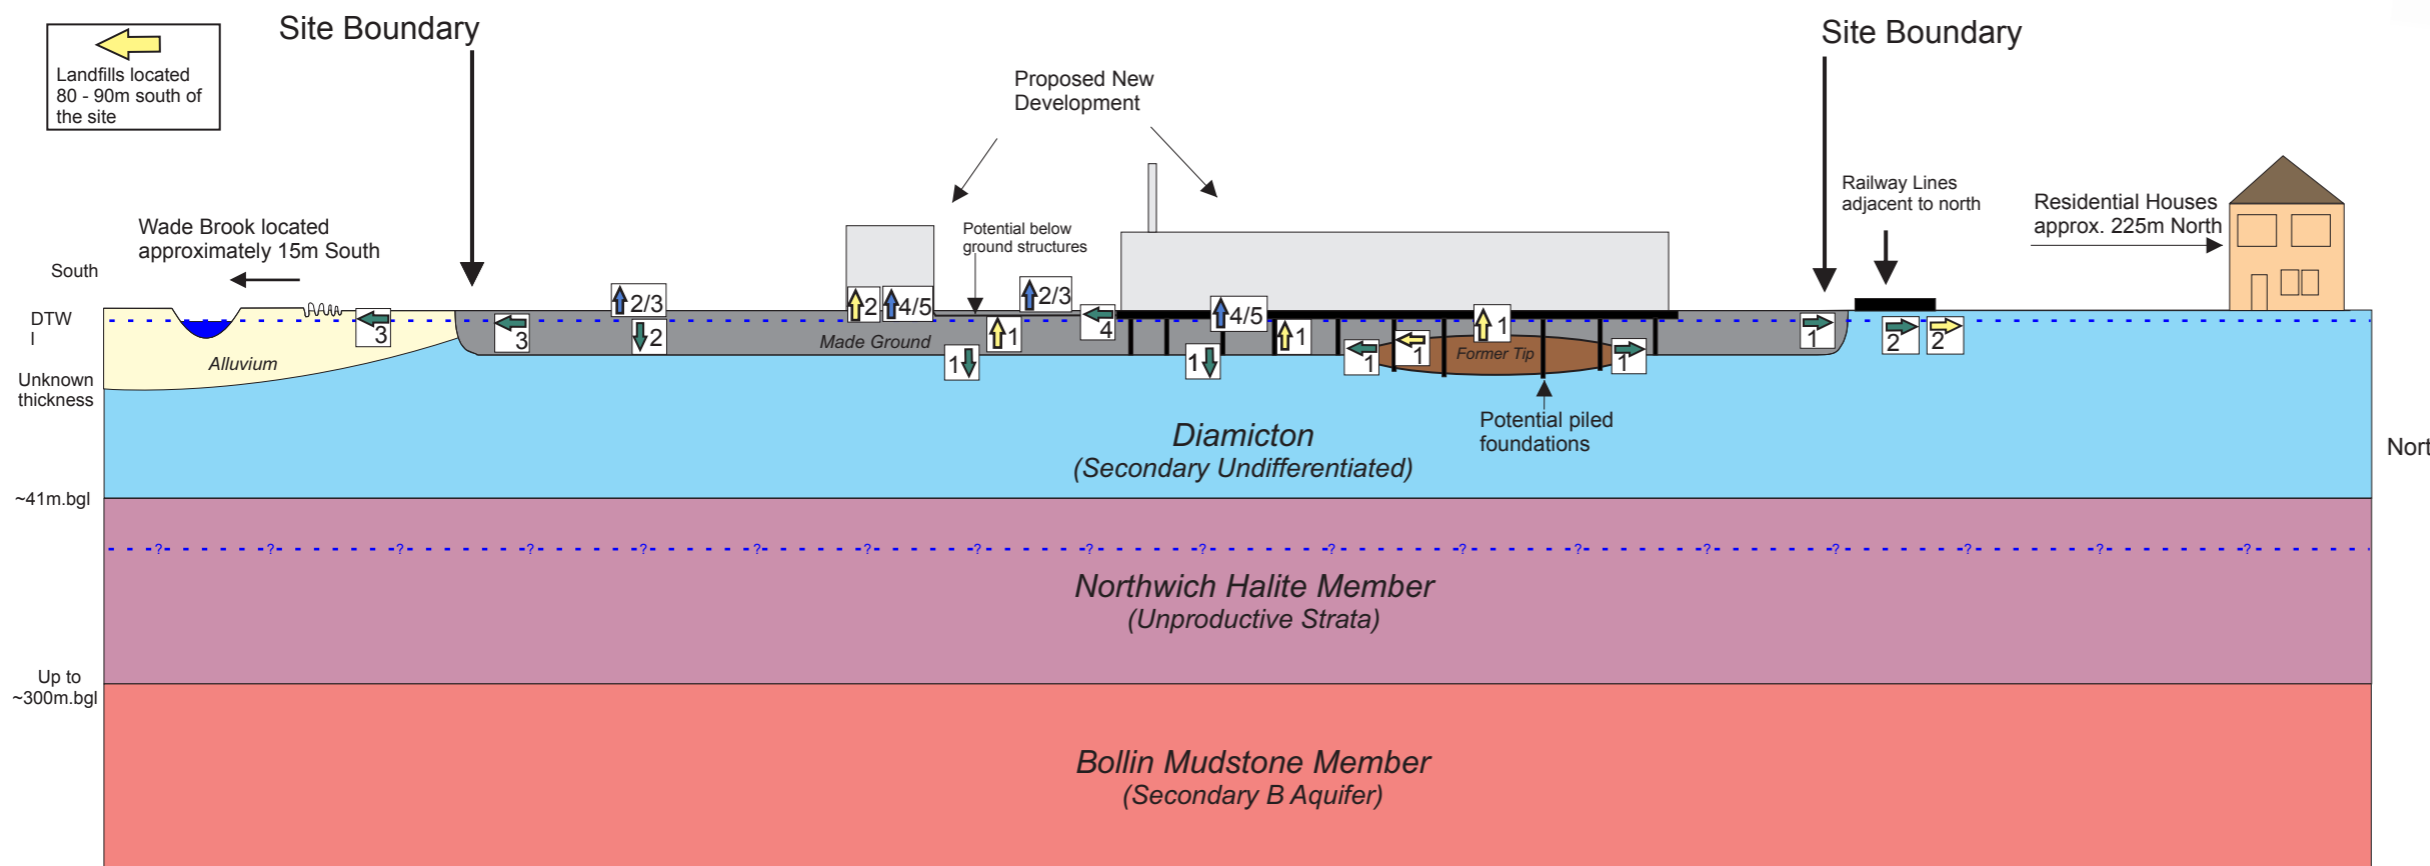 Site Boundary
Site Boundary
Landfills located
80 - 90m south of
the site
Proposed New
Development
Railway Lines
adjacent to north
Residential Houses
approx. 225m North
Wade Brook located
approximately 15m South
Potential below
ground structures
South
DTW
l
Unknown
thickness
~41m.bgl
Up to
~300m.bgl
2/3
2
4/5
2/3
4/5
1
3
3
2
1
1
4
1
1
1
1
1
1
1
2
2
Alluvium
Made Ground
Former Tip
Potential piled
foundations
Diamicton
(Secondary Undifferentiated)
Nort
-?- -?- -?- -?- -?- -?- -?- -?- -?- -?- -?- -?- -?- -?- -?- -?- -?- -?-
Northwich Halite Member
(Unproductive Strata)
Bollin Mudstone Member
(Secondary B Aquifer)